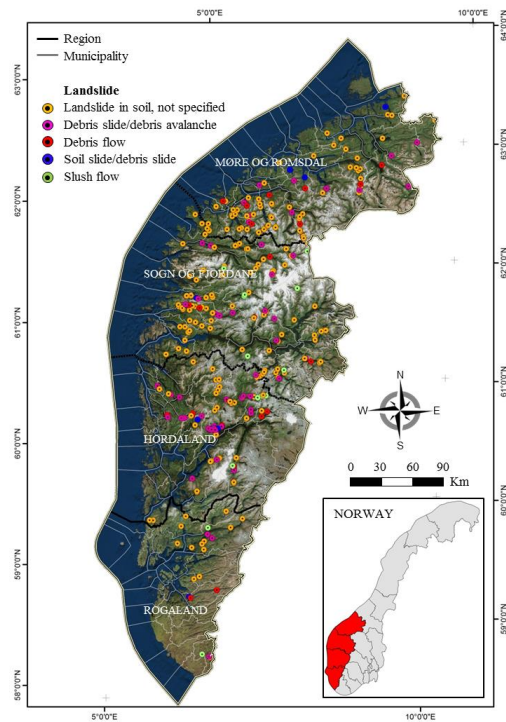 5°0'0"E
10°0'0"E
Region
Municipality
Landslide
Landslide in soil, not specified
Debris slide/debris avalanche
Debris flow
Soil slide/debris slide
Slush flow
64°0'0"N
63°0'0"N
63°0'0"N
MØRE OG ROMSDAL
62°0'0"N
62°0'0"N
SOGN OG FJORDANE
61°0'0"N
61°0'0"N
N
W
E
S
HORDALAND
60°0'0"N
0 30 60 90
Km
60°0'0"N
NORWAY
59°0'0"N
59°0'0"N
ROGALAND
58°0'0"N
5°0'0"E
10°0'0"E